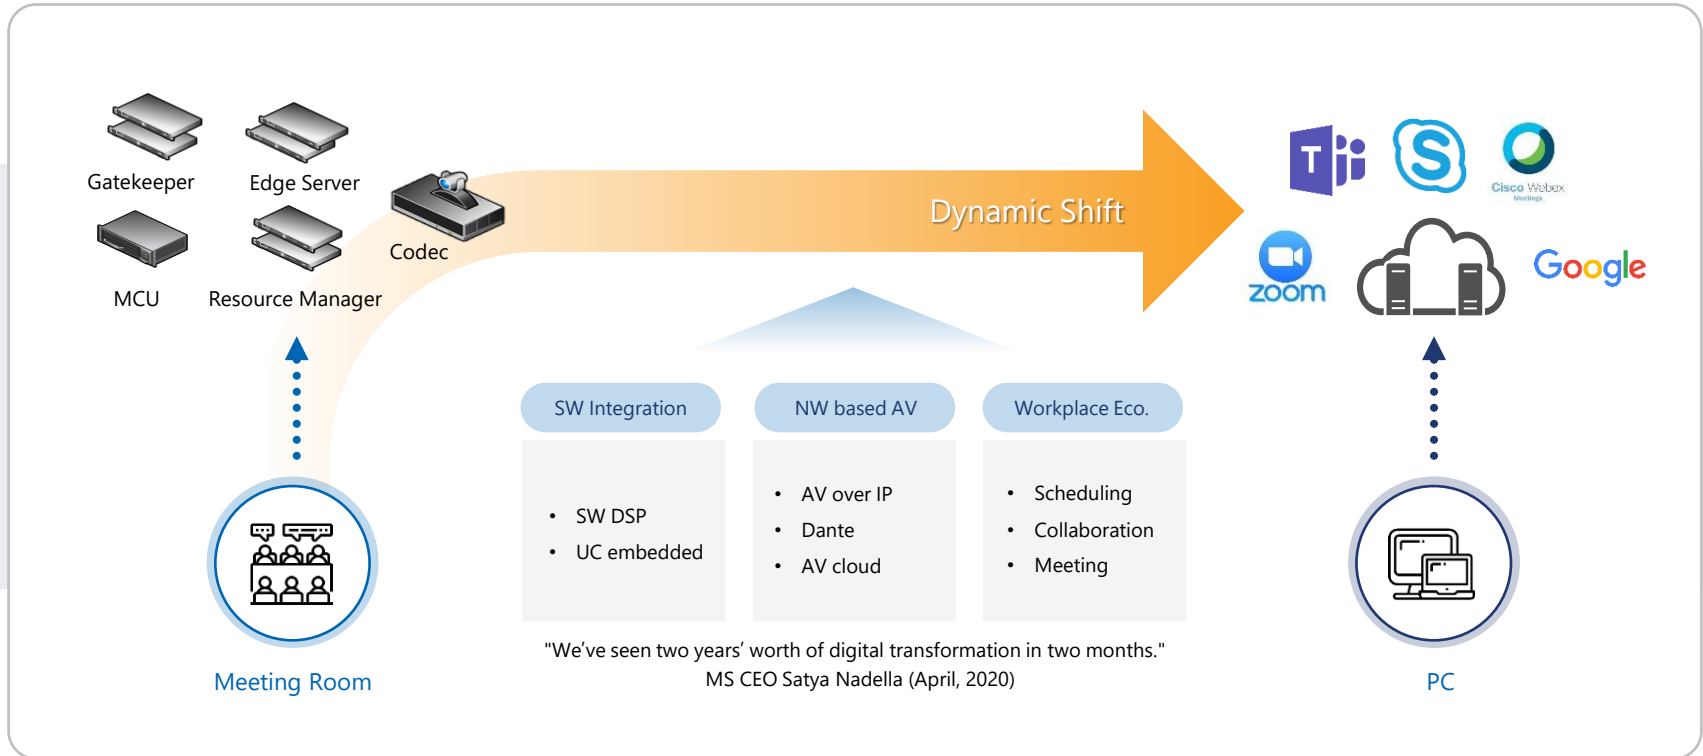 Gatekeeper
Edge Server
MCU
Resource Manager
Codec
Dynamic Shift
T
S
Cisco Webex
Meetings
zoom
Google
SW Integration
• SW DSP
• UC embedded
NW based AV
• AV over IP
• Dante
• AV cloud
Workplace Eco.
• Scheduling
• Collaboration
• Meeting
"We’ve seen two years’ worth of digital transformation in two months."
MS CEO Satya Nadella (April, 2020)
Meeting Room
PC